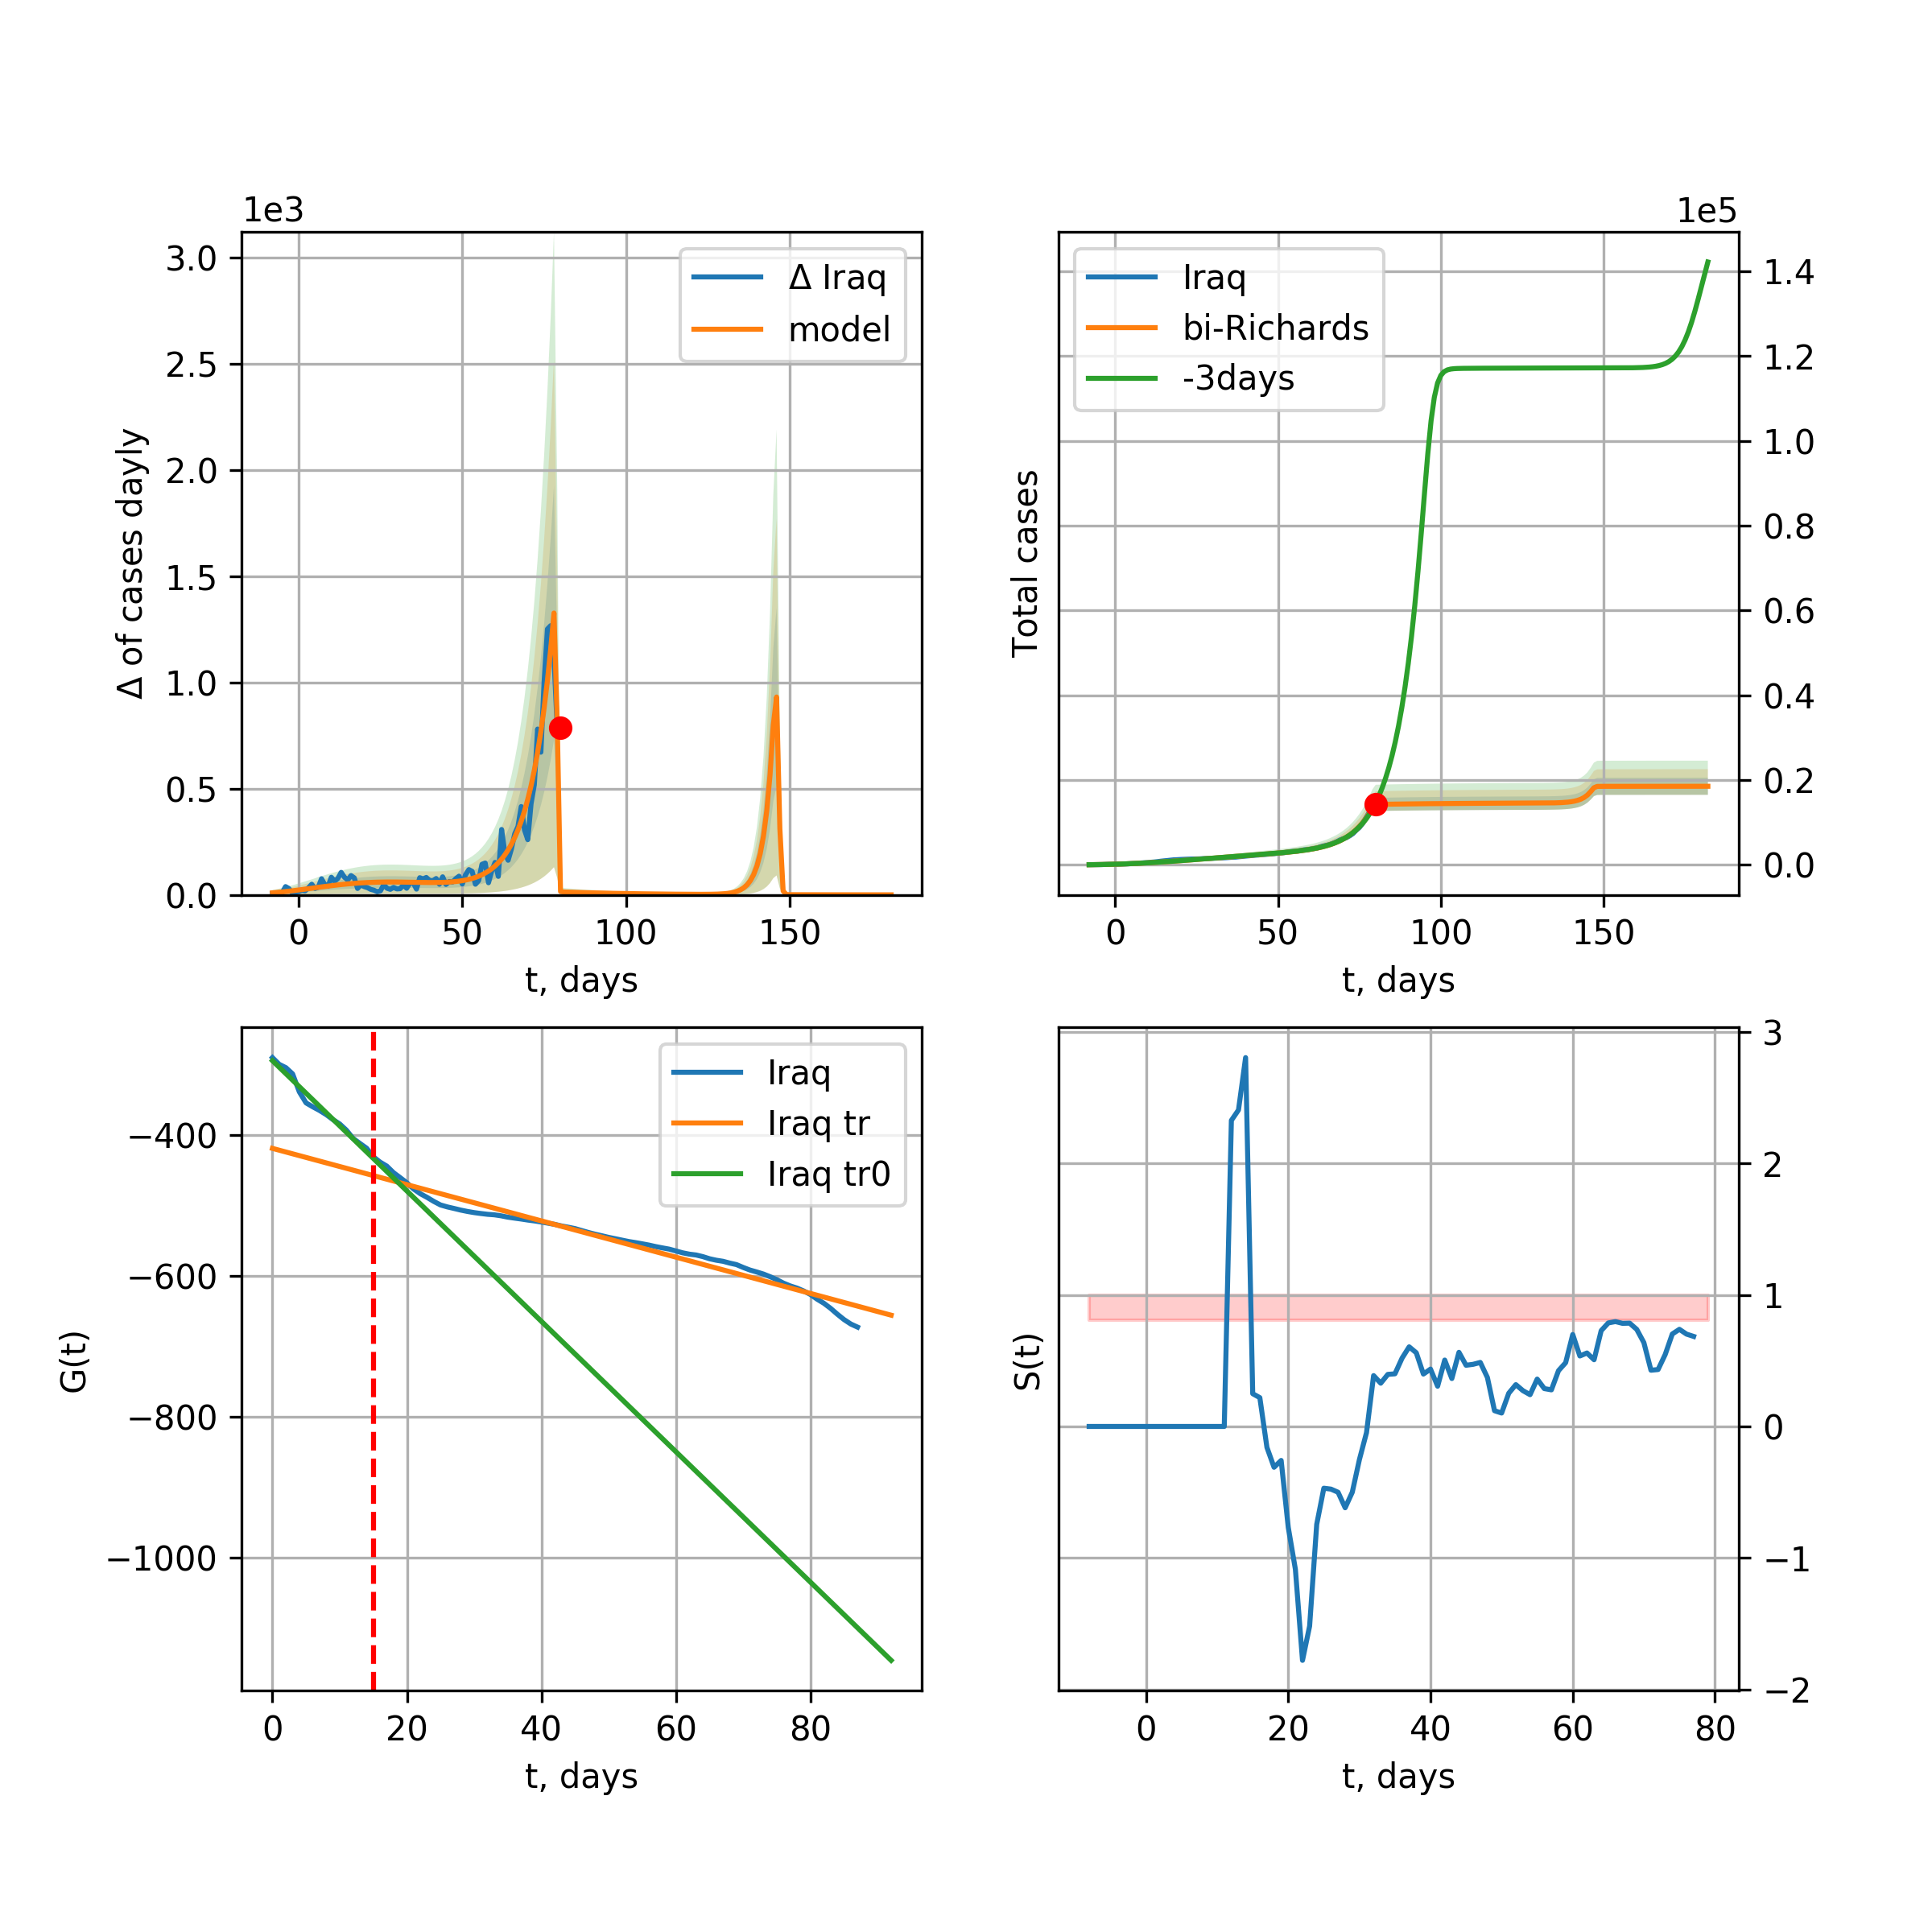 1e3
3.0
2.5
2.0
1.5
1.0
0.5
0.0
Δ of cases dayly
Δ Iraq
model
0 50 100 150
t, days
1e5
1.4
1.2
1.0
0.8
0.6
0.4
0.2
0.0
Total cases
Iraq
bi-Richards
-3days
0 50 100 150
t, days
−400
−600
−800
−1000
G(t)
Iraq
Iraq tr
Iraq tr0
0 20 40 60 80
t, days
3
2
1
0
−1
−2
S(t)
0 20 40 60 80
t, days